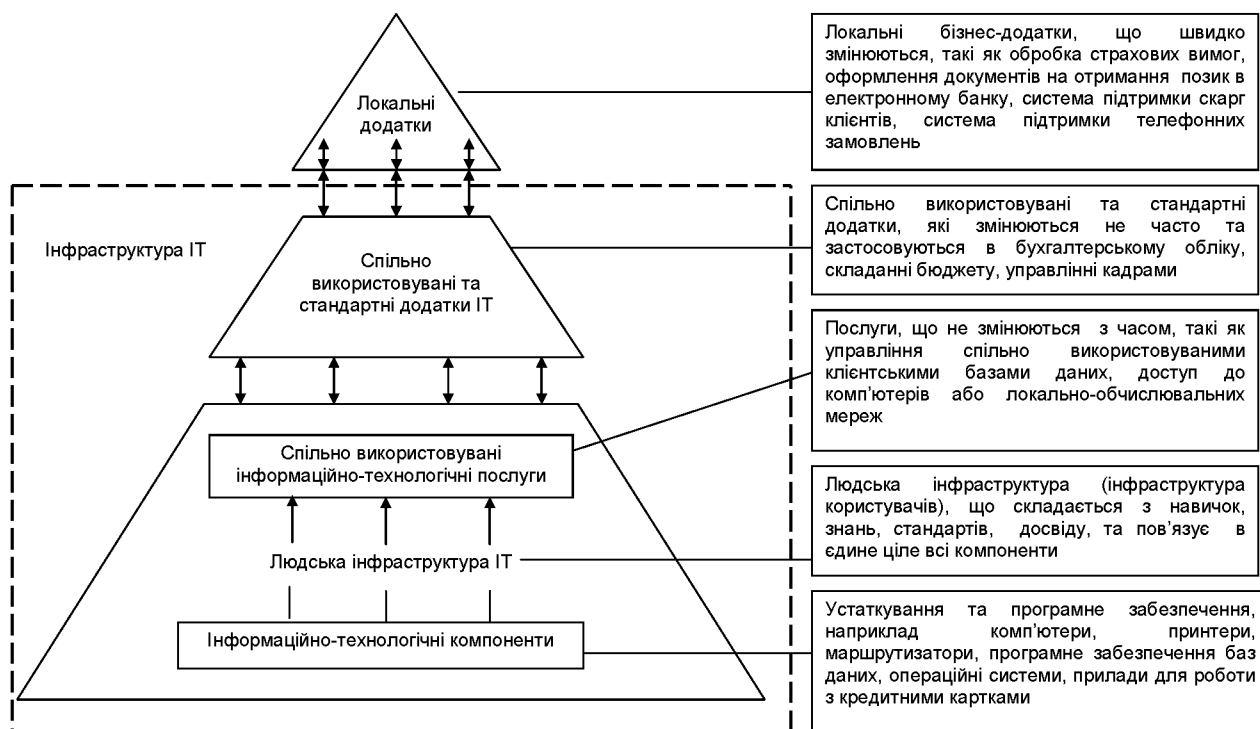 Локальні
додатки
Інфраструктура ІТ
Спільно
використовувані та
стандартні додатки ІТ
Спільно використовувані
інформаційно-технологічні послуги
Людська інфраструктура ІТ
Інформаційно-технологічні компоненти
Локальні бізнес-додатки, що швидко
змінюються, такі як обробка страхових вимог,
оформлення документів на отримання позик в
електронному банку, система підтримки скарг
клієнтів, система підтримки телефонних
замовлень
Спільно використовувані та стандартні
додатки, які змінюються не часто та
застосовуються в бухгалтерському обліку,
складанні бюджету, управлінні кадрами
Послуги, що не змінюються з часом, такі як
управління спільно використовуваними
клієнтськими базами даних, доступ до
комп’ютерів або локально-обчислювальних
мереж
Людська інфраструктура (інфраструктура
користувачів), що складається з навичок,
знань, стандартів, досвіду, та пов’язує в
єдине ціле всі компоненти
Устаткування та програмне забезпечення,
наприклад комп’ютери, принтери,
маршрутизатори, програмне забезпечення баз
даних, операційні системи, прилади для роботи
з кредитними картками